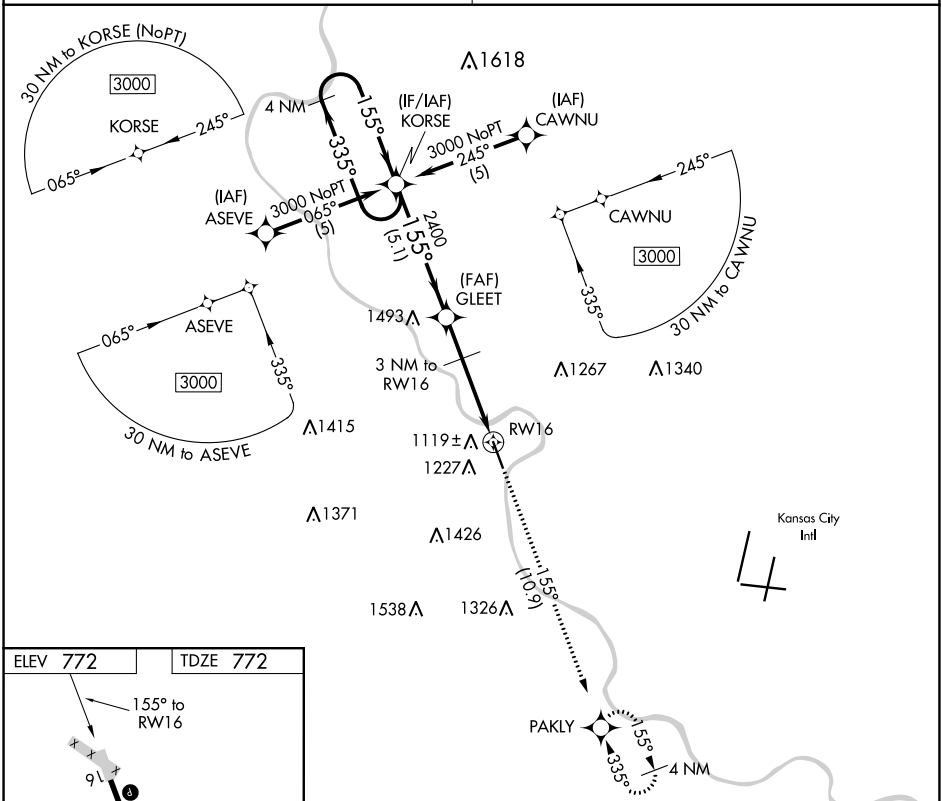 30 NM to KORSE (NoPT)
3000
KORSE
065°
245°
1618
4 NM
155°
335°
(IF/IAF)
KORSE
(IAF)
CAWNU
3000 NoPT
245°
(5)
(IAF)
ASEVE
3000 NoPT
065°
(5)
2400
155°
(5.1)
245°
CAWNU
3000
335°
30 NM to CAWNU
(FAF)
GLEET
1493
065°
ASEVE
3000
335°
30 NM to ASEVE
3 NM to
RW16
1267
1340
1415
1119±
RW16
1227
1371
1426
Kansas City
Intl
155°
(10.9)
1538
1326
ELEV 772
TDZE 772
155° to
RW16
X X X
16
P
PAKLY
155°
335°
4 NM